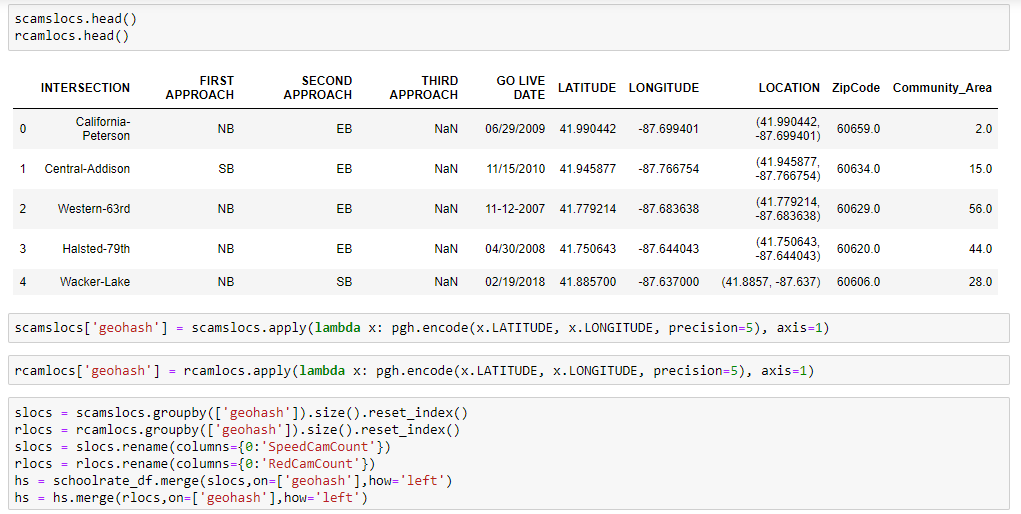 scamslocs.head()
rcamlocs.head()
INTERSECTION FIRST APPROACH SECOND APPROACH THIRD APPROACH GO LIVE DATE LATITUDE LONGITUDE LOCATION ZipCode Community_Area
0 California-Peterson NB EB NaN 06/29/2009 41.990442 -87.699401 (41.990442, -87.699401) 60659.0 2.0
1 Central-Addison SB EB NaN 11/15/2010 41.945877 -87.766754 (41.945877, -87.766754) 60634.0 15.0
2 Western-63rd NB EB NaN 11-12-2007 41.779214 -87.683638 (41.779214, -87.683638) 60629.0 56.0
3 Halsted-79th NB EB NaN 04/30/2008 41.750643 -87.644043 (41.750643, -87.644043) 60620.0 44.0
4 Wacker-Lake NB SB NaN 02/19/2018 41.885700 -87.637000 (41.8857, -87.637) 60606.0 28.0
scamslocs['geohash'] = scamslocs.apply(lambda x: pgh.encode(x.LATITUDE, x.LONGITUDE, precision=5), axis=1)
rcamlocs['geohash'] = rcamlocs.apply(lambda x: pgh.encode(x.LATITUDE, x.LONGITUDE, precision=5), axis=1)
slocs = scamslocs.groupby(['geohash']).size().reset_index()
rlocs = rcamlocs.groupby(['geohash']).size().reset_index()
slocs = slocs.rename(columns={0:'SpeedCamCount'})
rlocs = rlocs.rename(columns={0:'RedCamCount'})
hs = schoolrate_df.merge(slocs,on=['geohash'],how='left')
hs = hs.merge(rlocs,on=['geohash'],how='left')